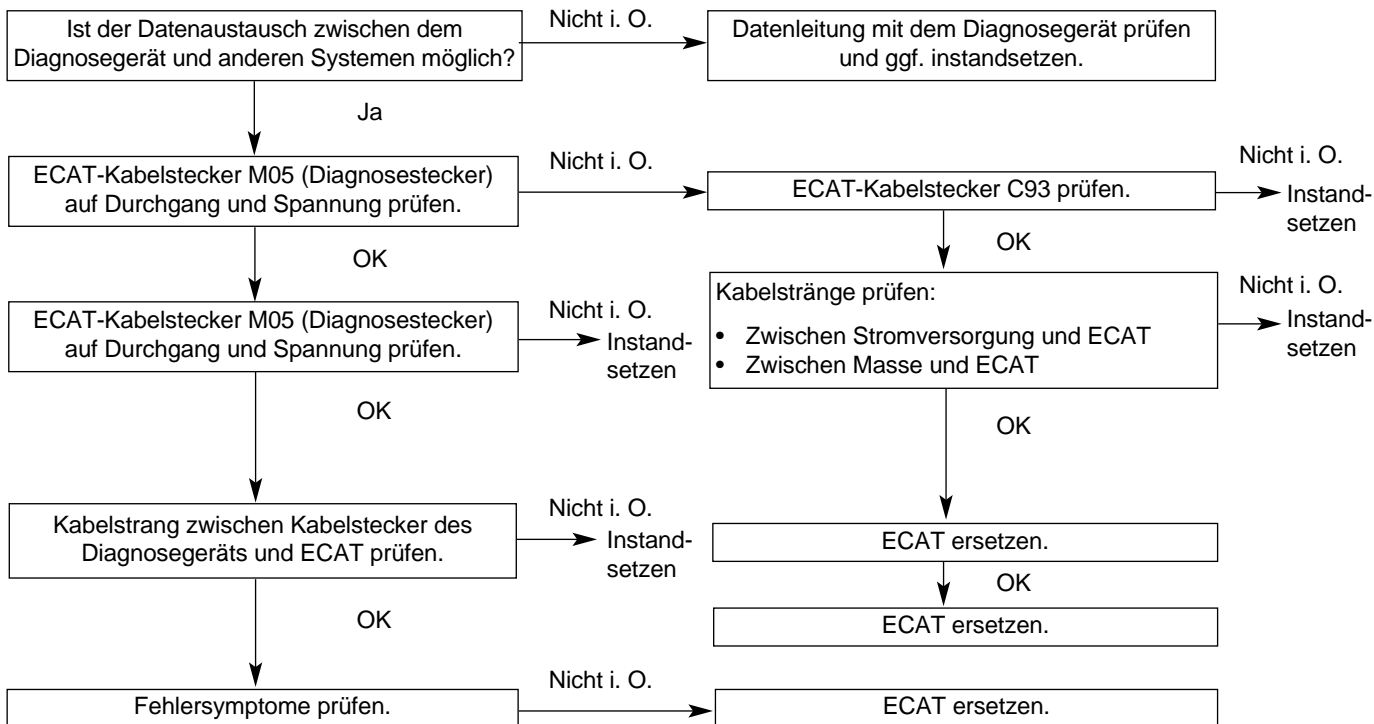 Ist der Datenaustausch zwischen dem
Diagnosegerät und anderen Systemen möglich?
Nicht i. O.
Datenleitung mit dem Diagnosegerät prüfen
und ggf. instandsetzen.
Ja
ECAT-Kabelstecker M05 (Diagnosestecker)
auf Durchgang und Spannung prüfen.
Nicht i. O.
ECAT-Kabelstecker C93 prüfen.
Nicht i. O.
Instand-
setzen
OK
OK
ECAT-Kabelstecker M05 (Diagnosestecker)
auf Durchgang und Spannung prüfen.
Nicht i. O.
Instand-
setzen
Kabelstränge prüfen:
• Zwischen Stromversorgung und ECAT
• Zwischen Masse und ECAT
Nicht i. O.
Instand-
setzen
OK
OK
Kabelstrang zwischen Kabelstecker des
Diagnosegeräts und ECAT prüfen.
Nicht i. O.
Instand-
setzen
ECAT ersetzen.
OK
OK
ECAT ersetzen.
Fehlersymptome prüfen.
Nicht i. O.
ECAT ersetzen.